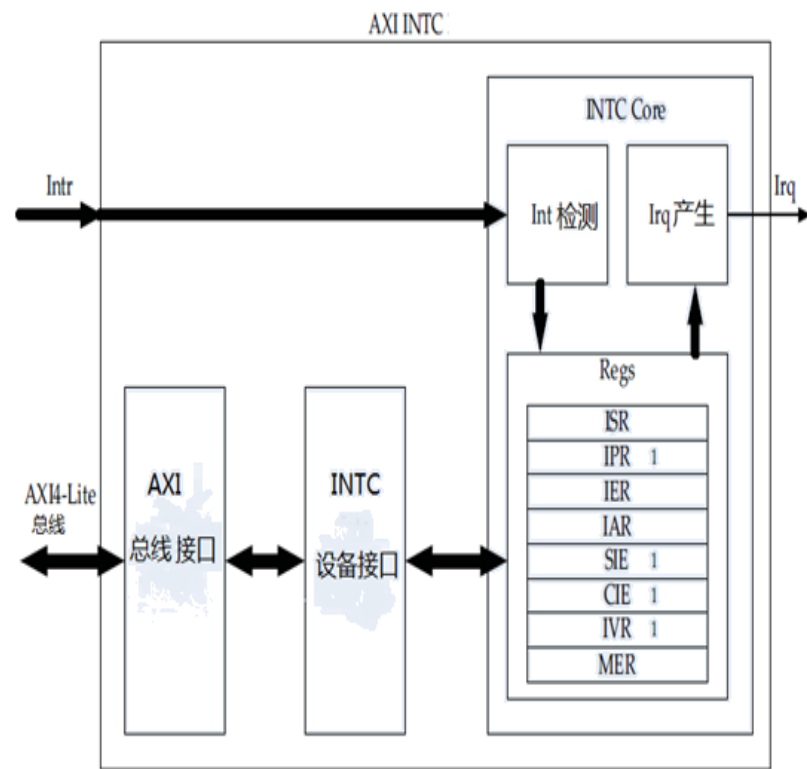 AXI INTC
INTC Core
Intr
Int 检测
Irq 产生
Irq
Regs
ISR
IPR 1
IER
IAR
SIE 1
CIE 1
IVR 1
MER
AXI4-Lite
总线
AXI
总线接口
INTC
设备接口